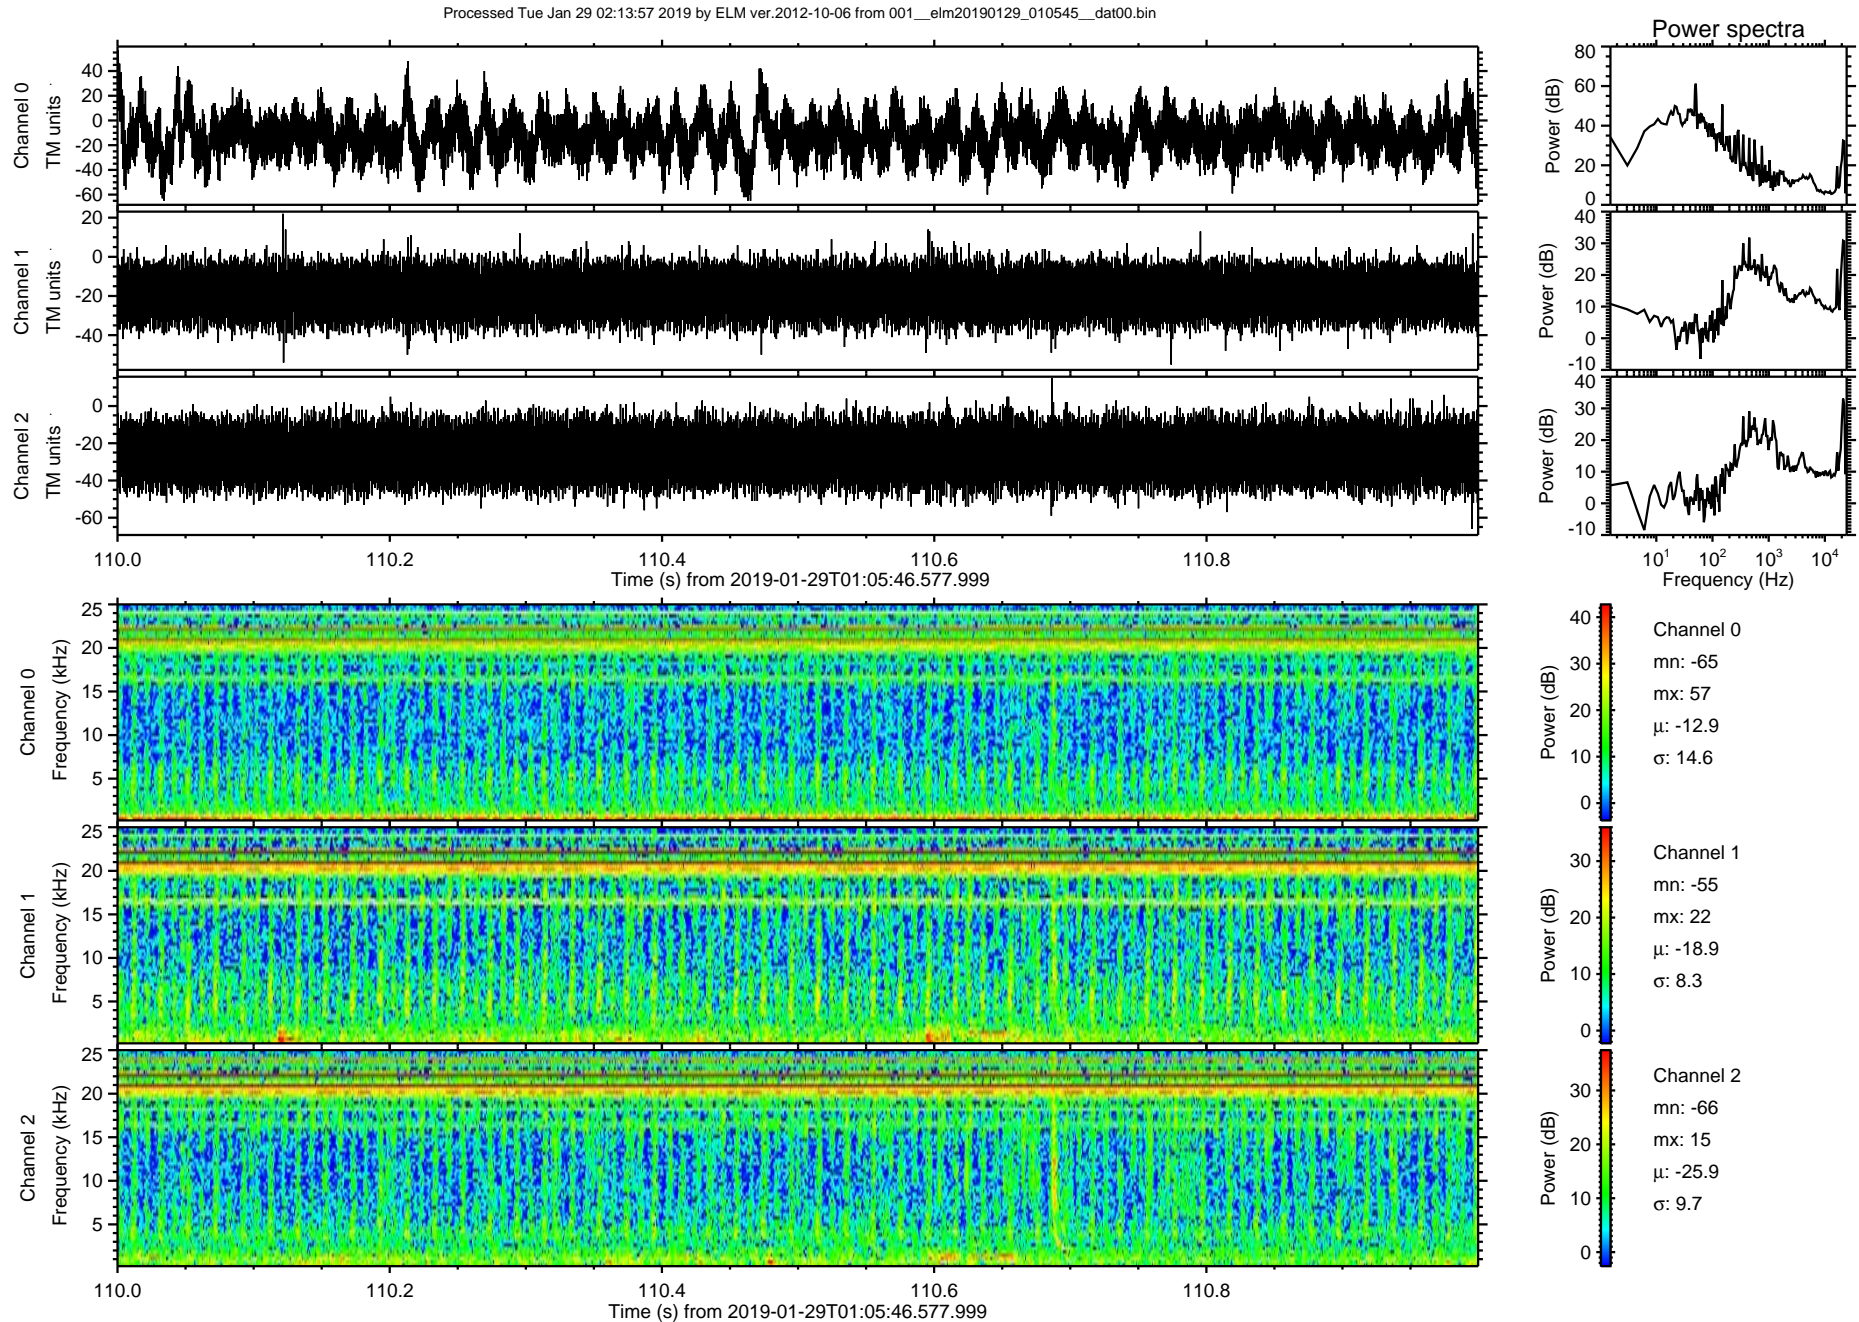 Processed Tue Jan 29 02:13:57 2019 by ELM ver.2012-10-06 from 001__elm20190129_010545__dat00.bin
Power spectra
Channel 0
TM units
40
20
0
-20
-40
-60
Power (dB)
80
60
40
20
0
Channel 1
TM units
20
0
-20
-40
Power (dB)
40
30
20
10
0
-10
Channel 2
TM units
0
-20
-40
-60
Power (dB)
40
30
20
10
0
-10
110.0 110.2 110.4 110.6 110.8
Time (s) from 2019-01-29T01:05:46.577.999
10¹ 10² 10³ 10⁴
Frequency (Hz)
Channel 0
Frequency (kHz)
25
20
15
10
5
Power (dB)
40
30
20
10
0
Channel 0
mn: -65
mx: 57
μ: -12.9
σ: 14.6
Channel 1
Frequency (kHz)
25
20
15
10
5
Power (dB)
30
20
10
0
Channel 1
mn: -55
mx: 22
μ: -18.9
σ: 8.3
Channel 2
Frequency (kHz)
25
20
15
10
5
Power (dB)
30
20
10
0
Channel 2
mn: -66
mx: 15
μ: -25.9
σ: 9.7
110.0 110.2 110.4 110.6 110.8
Time (s) from 2019-01-29T01:05:46.577.999